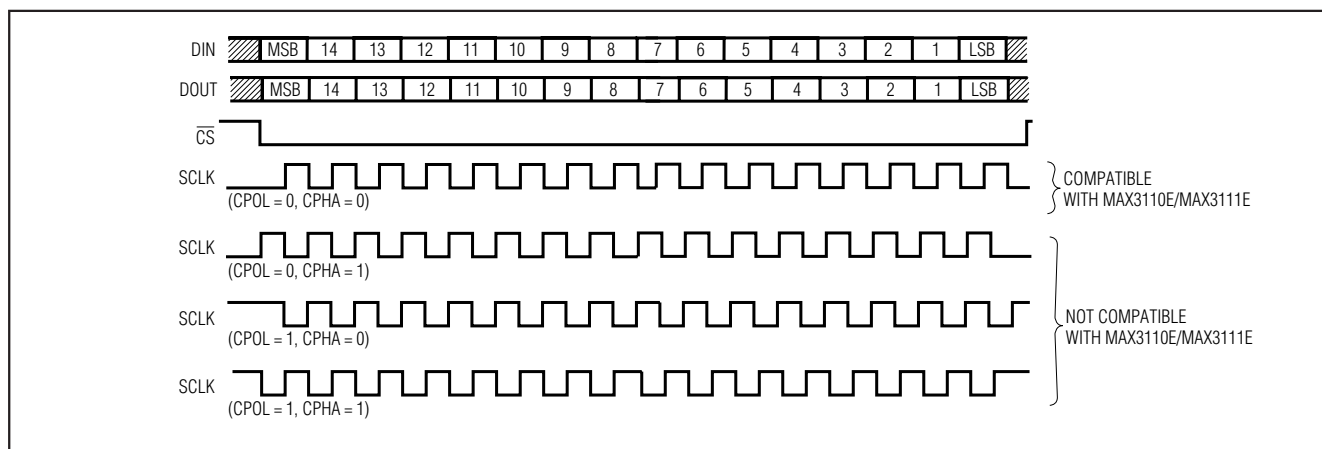 DIN MSB 14 13 12 11 10 9 8 7 6 5 4 3 2 1 LSB
DOUT MSB 14 13 12 11 10 9 8 7 6 5 4 3 2 1 LSB
CS
SCLK
(CPOL = 0, CPHA = 0)
COMPATIBLE
WITH MAX3110E/MAX3111E
SCLK
(CPOL = 0, CPHA = 1)
SCLK
(CPOL = 1, CPHA = 0)
NOT COMPATIBLE
WITH MAX3110E/MAX3111E
SCLK
(CPOL = 1, CPHA = 1)